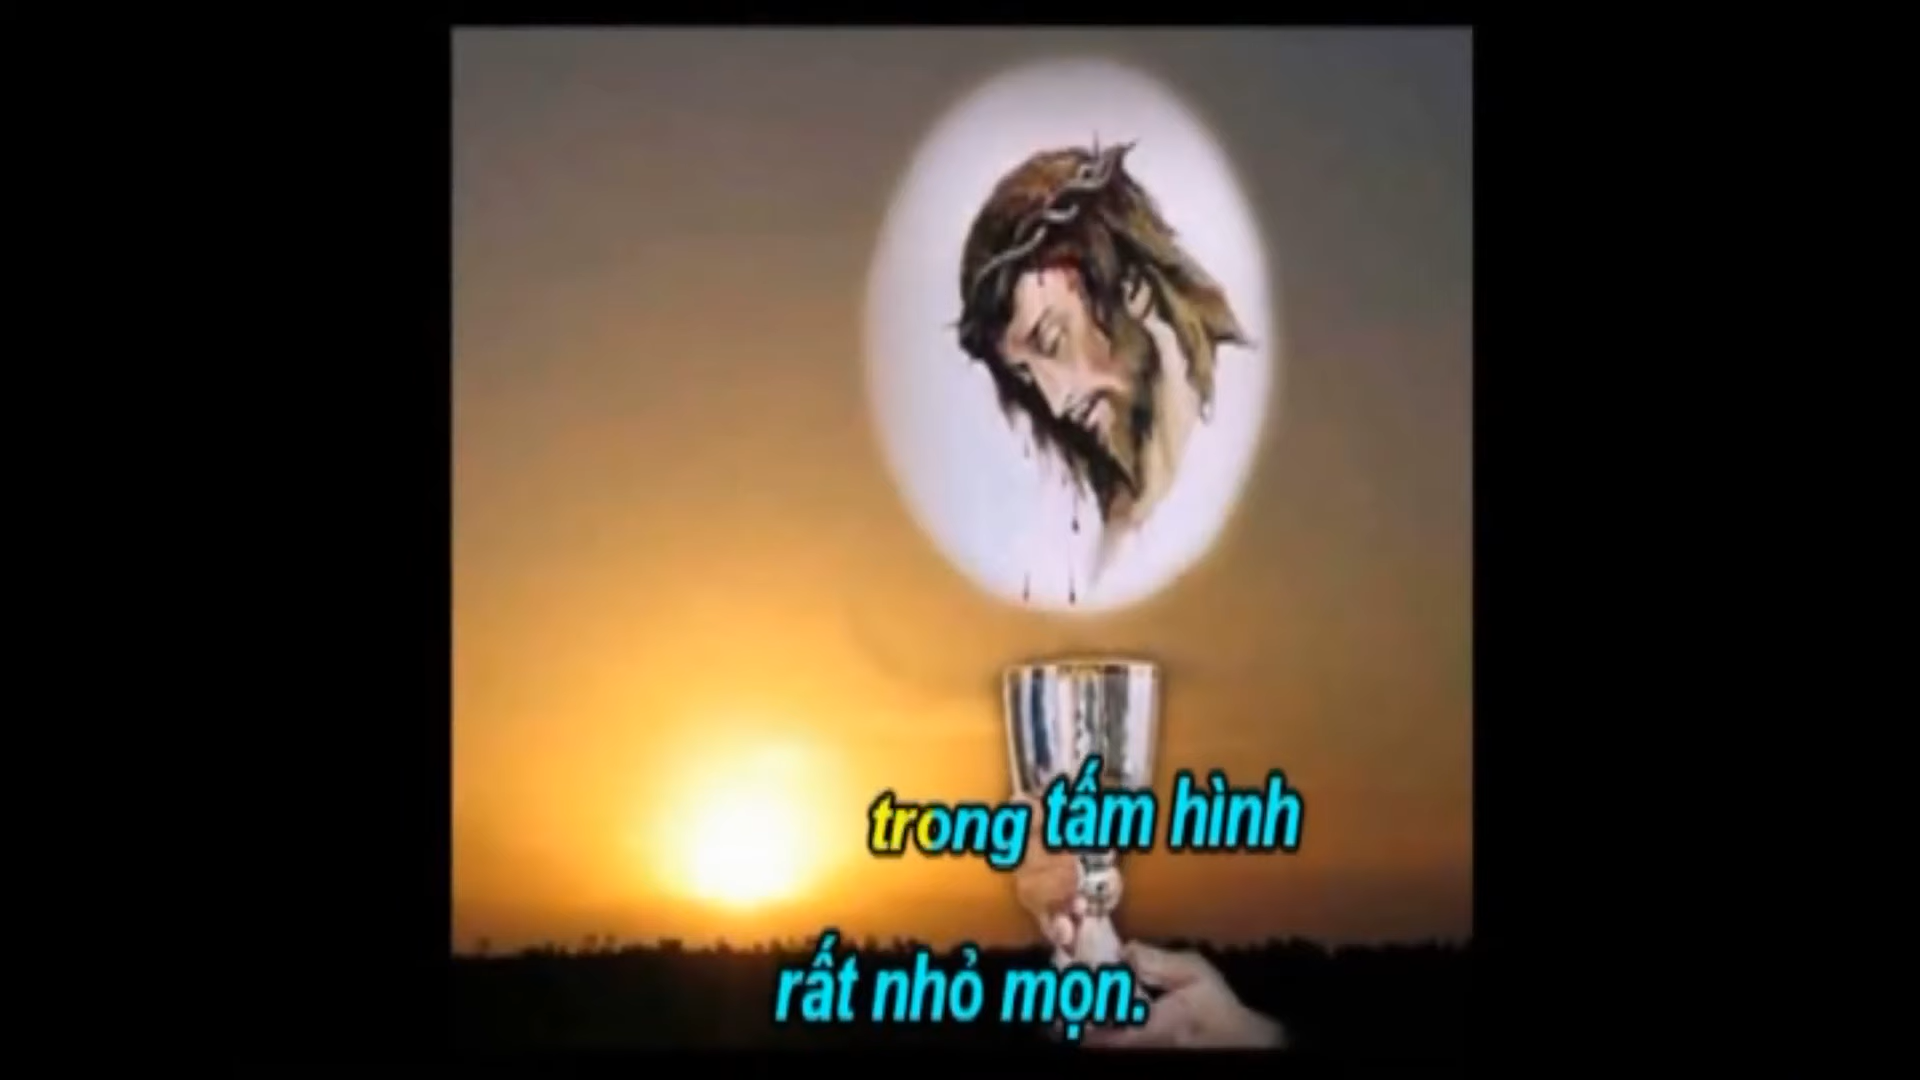 trong tấm hình
rất nhỏ mọn.